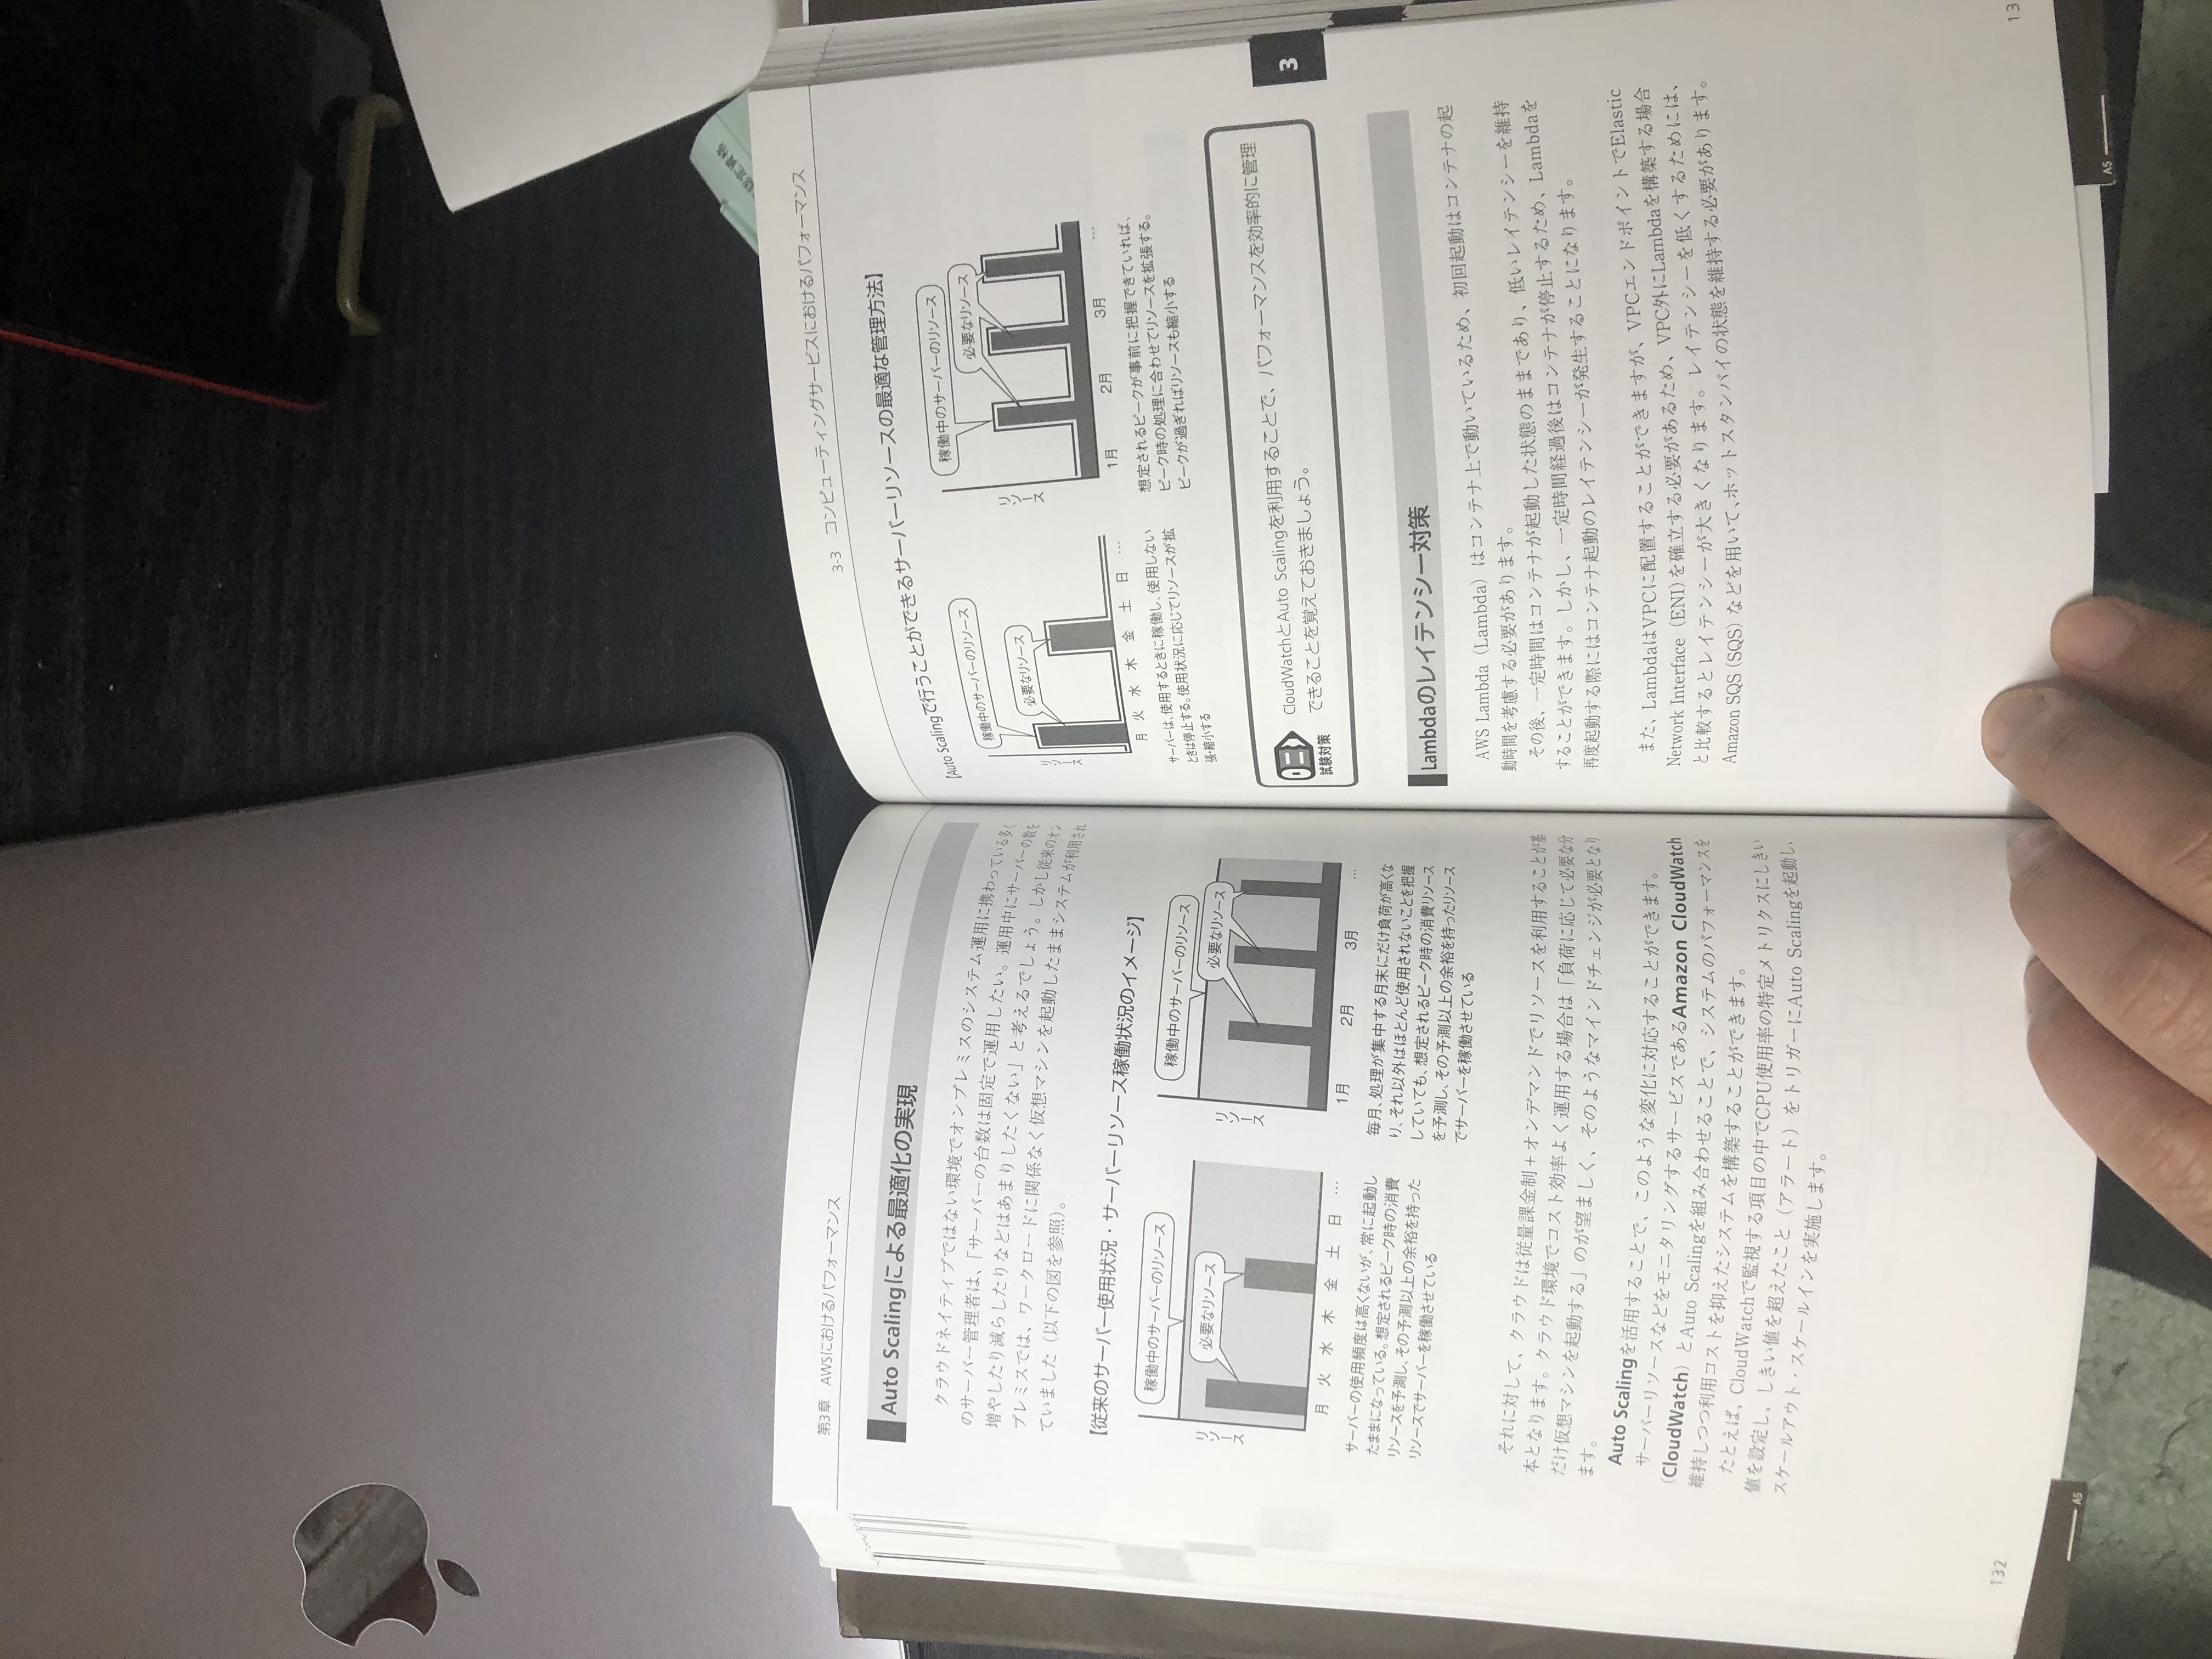 第3章 AWSにおけるパフォーマンス
Auto Scalingによる最適化の実現
クラウドネイティブではない環境でオンプレミスのシステム運用に携わっている多く
のサーバー管理者は、「サーバーの台数は固定で運用したい。運用中にサーバーの数を
増やしたり減らしたりなどはあまりしたくない」と考えるでしょう。しかし従来のオン
プレミスでは、ワークロードに関係なく仮想マシンを起動したままシステムが利用され
ていました（以下の図を参照）。
【従来のサーバー使用状況・サーバーリソース稼働状況のイメージ】
稼働中のサーバーのリソース
必要なリソース
リソース
月 火 水 木 金 土 日 …
サーバーの使用頻度は高くないが、常に起動し
たままになっている。想定されるピーク時の消費
リソースを予測し、その予測以上の余裕を持った
リソースでサーバーを稼働させている
稼働中のサーバーのリソース
必要なリソース
リソース
1月 2月 3月 …
毎月、処理が集中する月末にだけ負荷が高くな
り、それ以外はほとんど使用されないことを把握
していても、想定されるピーク時の消費リソース
を予測し、その予測以上の余裕を持ったリソース
でサーバーを稼働させている
それに対して、クラウドは従量課金制＋オンデマンドでリソースを利用することが基
本となります。クラウド環境でコスト効率よく運用する場合は「負荷に応じて必要な分
だけ仮想マシンを起動する」のが望ましく、そのようなマインドチェンジが必要となり
ます。
Auto Scalingを活用することで、このような変化に対応することができます。
サーバーリソースなどをモニタリングするサービスであるAmazon CloudWatch
（CloudWatch）とAuto Scalingを組み合わせることで、システムのパフォーマンスを
維持しつつ利用コストを抑えたシステムを構築することができます。
たとえば、CloudWatchで監視する項目の中でCPU使用率の特定メトリクスにしきい
値を設定し、しきい値を超えたこと（アラート）をトリガーにAuto Scalingを起動し、
スケールアウト・スケールインを実施します。
132
A5
3-3 コンピューティングサービスにおけるパフォーマンス
【Auto Scalingで行うことができるサーバーリソースの最適な管理方法】
稼働中のサーバーのリソース
必要なリソース
リソース
月 火 水 木 金 土 日 …
サーバーは、使用するときに稼働し、使用しない
ときは停止する。使用状況に応じてリソースが拡
張・縮小する
稼働中のサーバーのリソース
必要なリソース
リソース
1月 2月 3月 …
想定されるピークが事前に把握できていれば、
ピーク時の処理に合わせてリソースを拡張する。
ピークが過ぎればリソースも縮小する
試験対策
CloudWatchとAuto Scalingを利用することで、パフォーマンスを効率的に管理
できることを覚えておきましょう。
3
Lambdaのレイテンシー対策
AWS Lambda（Lambda）はコンテナ上で動いているため、初回起動はコンテナの起
動時間を考慮する必要があります。
その後、一定時間はコンテナが起動した状態のままであり、低いレイテンシーを維持
することができます。しかし、一定時間経過後はコンテナが停止するため、Lambdaを
再度起動する際にはコンテナ起動のレイテンシーが発生することになります。
また、LambdaはVPCに配置することができますが、VPCエンドポイントでElastic
Network Interface（ENI）を確立する必要があるため、VPC外にLambdaを構築する場合
と比較するとレイテンシーが大きくなります。レイテンシーを低くするためには、
Amazon SQS（SQS）などを用いて、ホットスタンバイの状態を維持する必要があります。
13
A5
認定資格